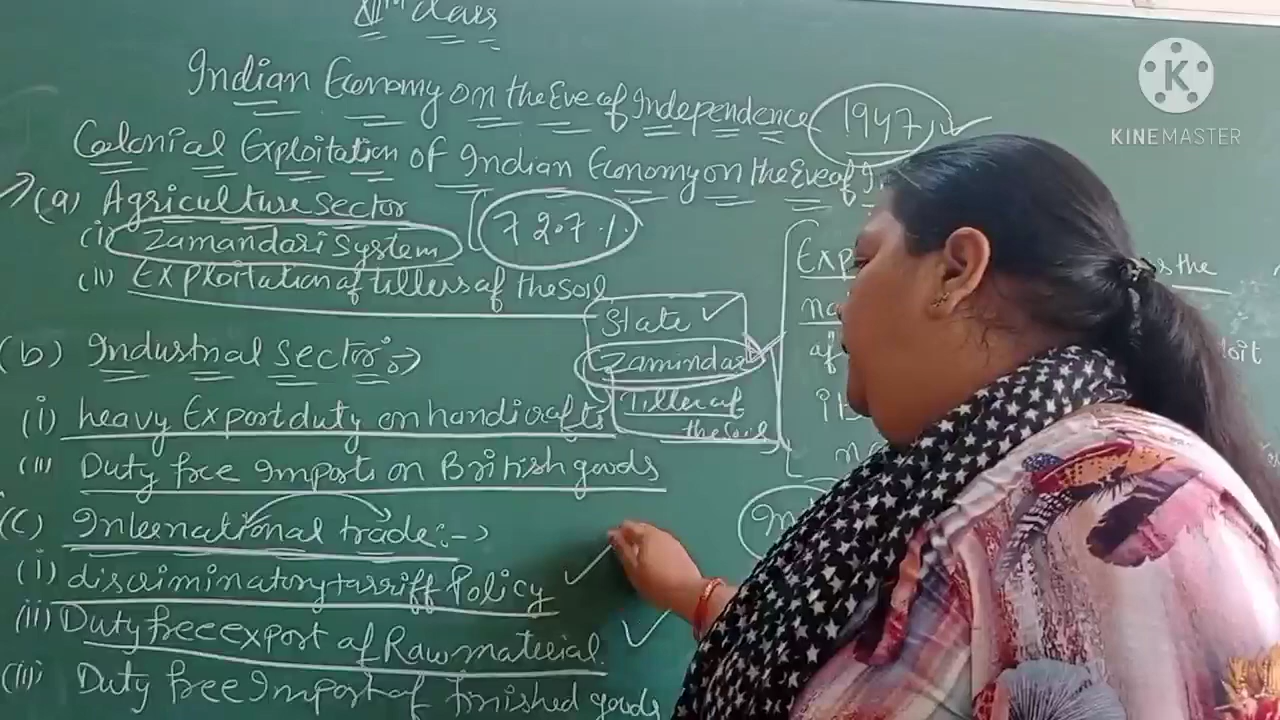 XIIth class
Indian Economy on the Eve of Independence 1947
Colonial Exploitation of Indian Economy on the Eve of
(a) Agriculture Sector
72.7%
(i) Zamandari System
(ii) Exploitation of tillers of the soil
State ✓
Zamindar
Tiller of
the soil
(b) Industrial Sector:→
(i) heavy Export duty on handicrafts
(ii) Duty free Imports on British goods
(C) International trade:->
(i) discriminatory tarriff Policy
(ii) Duty free export of Raw material.
(iii) Duty free Import of finished goods
Exp
is the
KINEMASTER